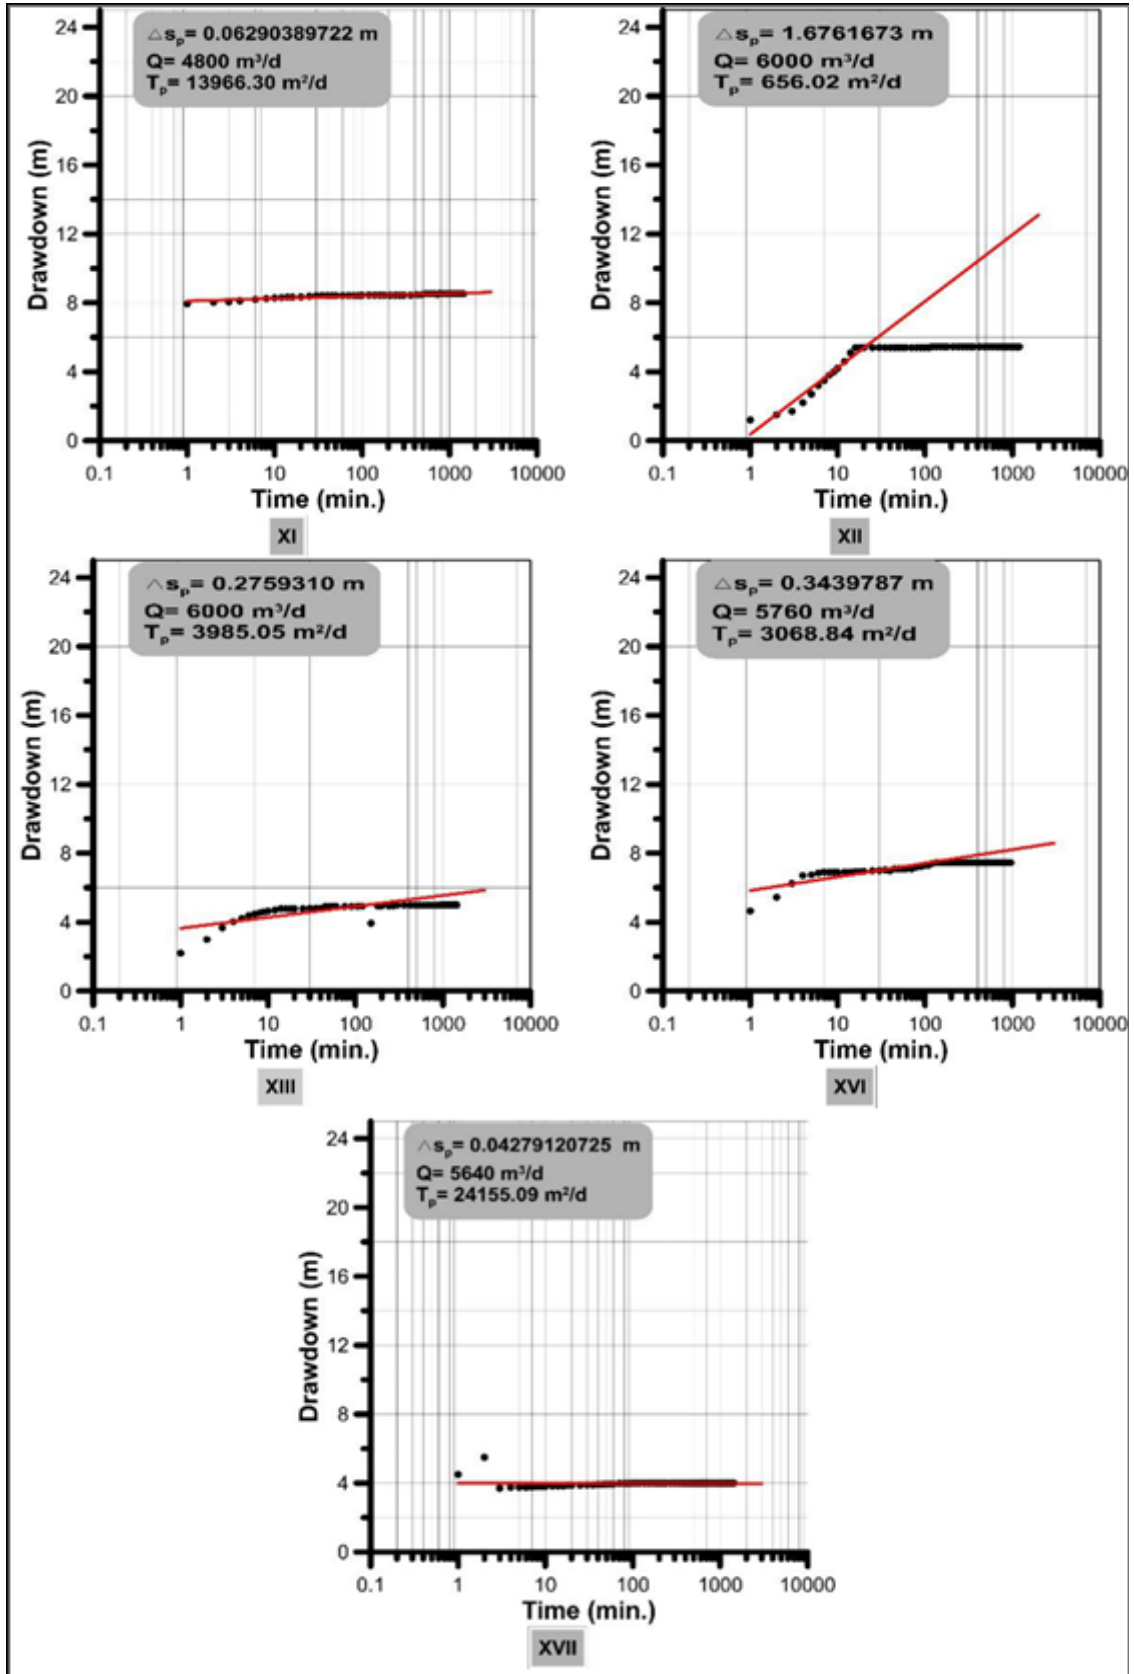 △sₚ= 0.06290389722 m
Q= 4800 m³/d
Tₚ= 13966.30 m²/d
24
20
16
12
8
4
0
Drawdown (m)
0.1 1 10 100 1000 10000
Time (min.)
XI
△sₚ= 1.6761673 m
Q= 6000 m³/d
Tₚ= 656.02 m²/d
24
20
16
12
8
4
0
Drawdown (m)
0.1 1 10 100 1000 10000
Time (min.)
XII
△sₚ= 0.2759310 m
Q= 6000 m³/d
Tₚ= 3985.05 m²/d
24
20
16
12
8
4
0
Drawdown (m)
0.1 1 10 100 1000 10000
Time (min.)
XIII
△sₚ= 0.3439787 m
Q= 5760 m³/d
Tₚ= 3068.84 m²/d
24
20
16
12
8
4
0
Drawdown (m)
0.1 1 10 100 1000 10000
Time (min.)
XVI
△sₚ= 0.04279120725 m
Q= 5640 m³/d
Tₚ= 24155.09 m²/d
24
20
16
12
8
4
0
Drawdown (m)
0.1 1 10 100 1000 10000
Time (min.)
XVII